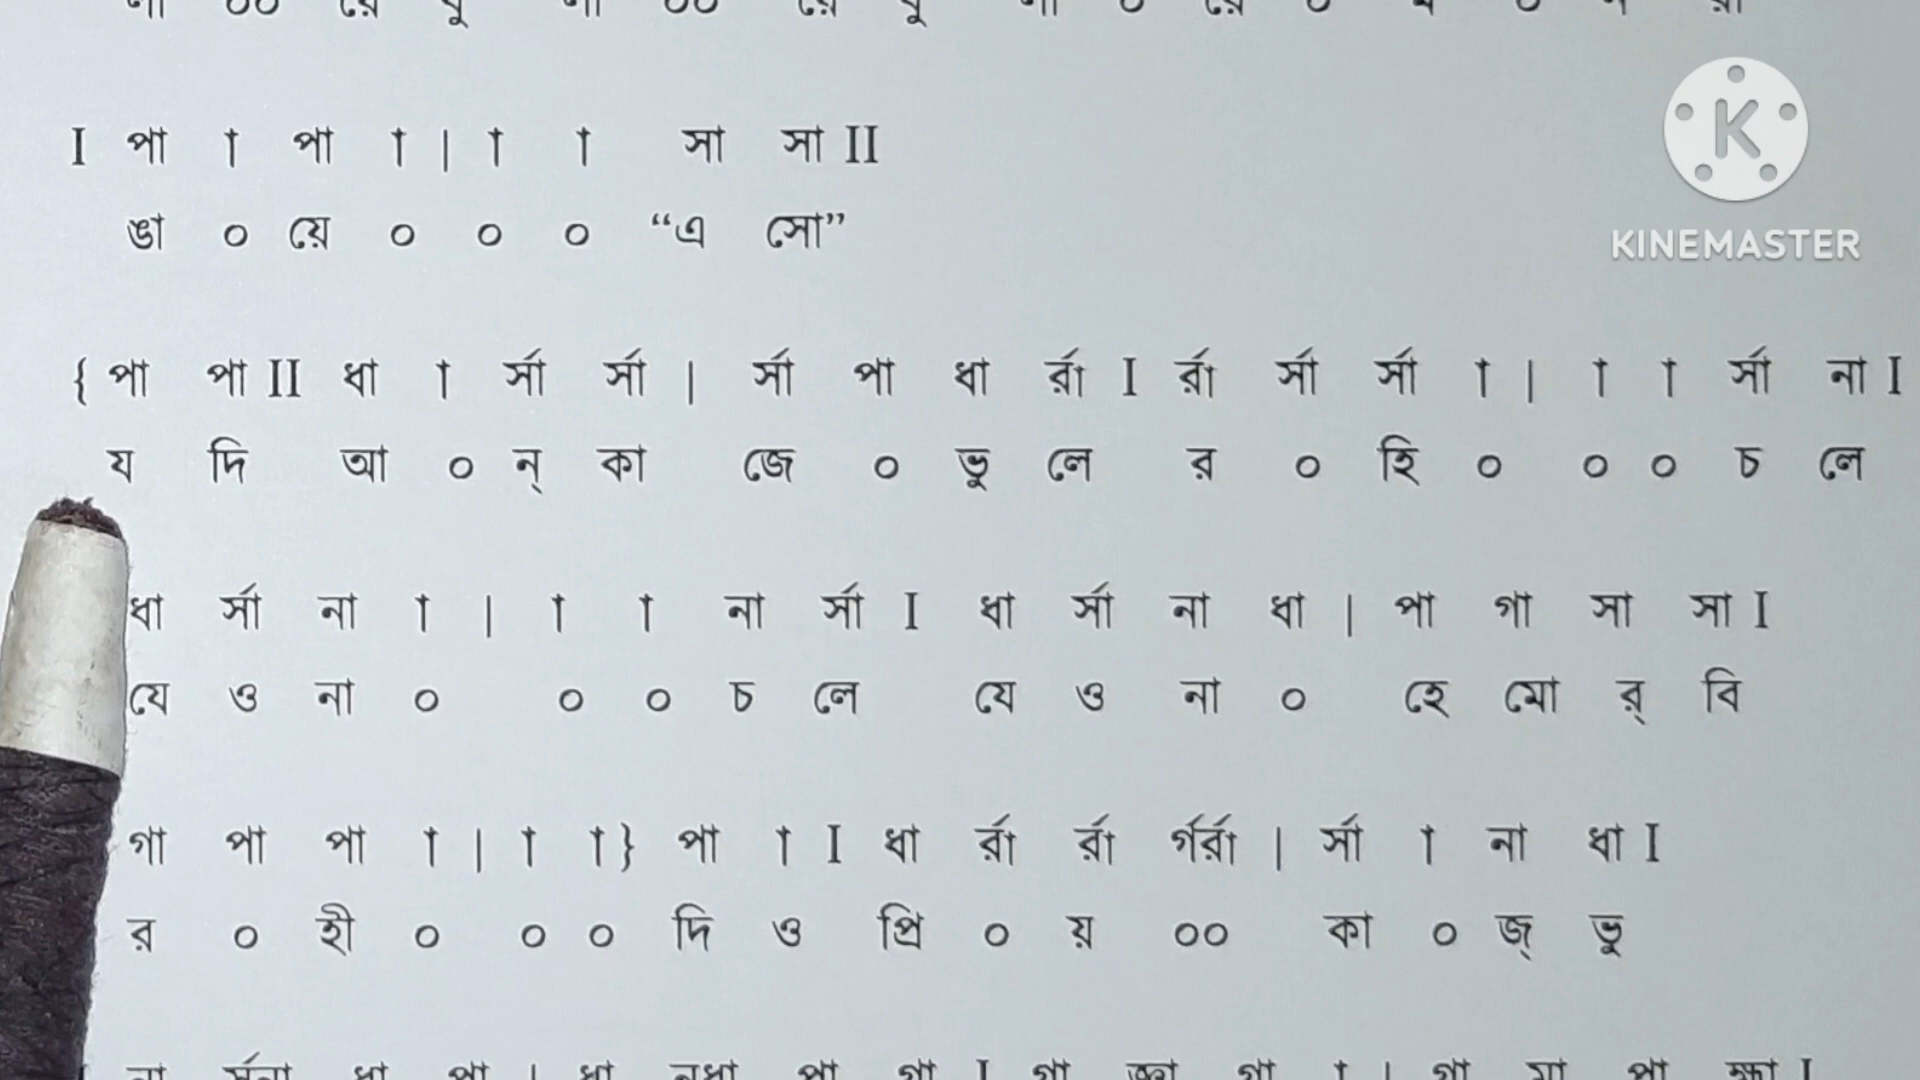 I পা া পা া | া া সা সা II
ঙা ০ য়ে ০ ০ ০ “এ সো”
{ পা পা II ধা া র্সা র্সা | র্সা পা ধা র্রা I র্রা র্সা র্সা া | া া র্সা না I
য দি আ ০ ন্ কা জে ০ ভু লে র ০ হি ০ ০ ০ চ লে
ধা র্সা না া | া া না র্সা I ধা র্সা না ধা | পা গা সা সা I
যে ও না ০ ০ ০ চ লে যে ও না ০ হে মো র্ বি
গা পা পা া | া া } পা া I ধা র্রা র্রা র্গর্রা | র্সা া না ধা I
র ০ হী ০ ০ ০ দি ও প্রি ০ য় ০০ কা ০ জ্ ভু
K
KINEMASTER